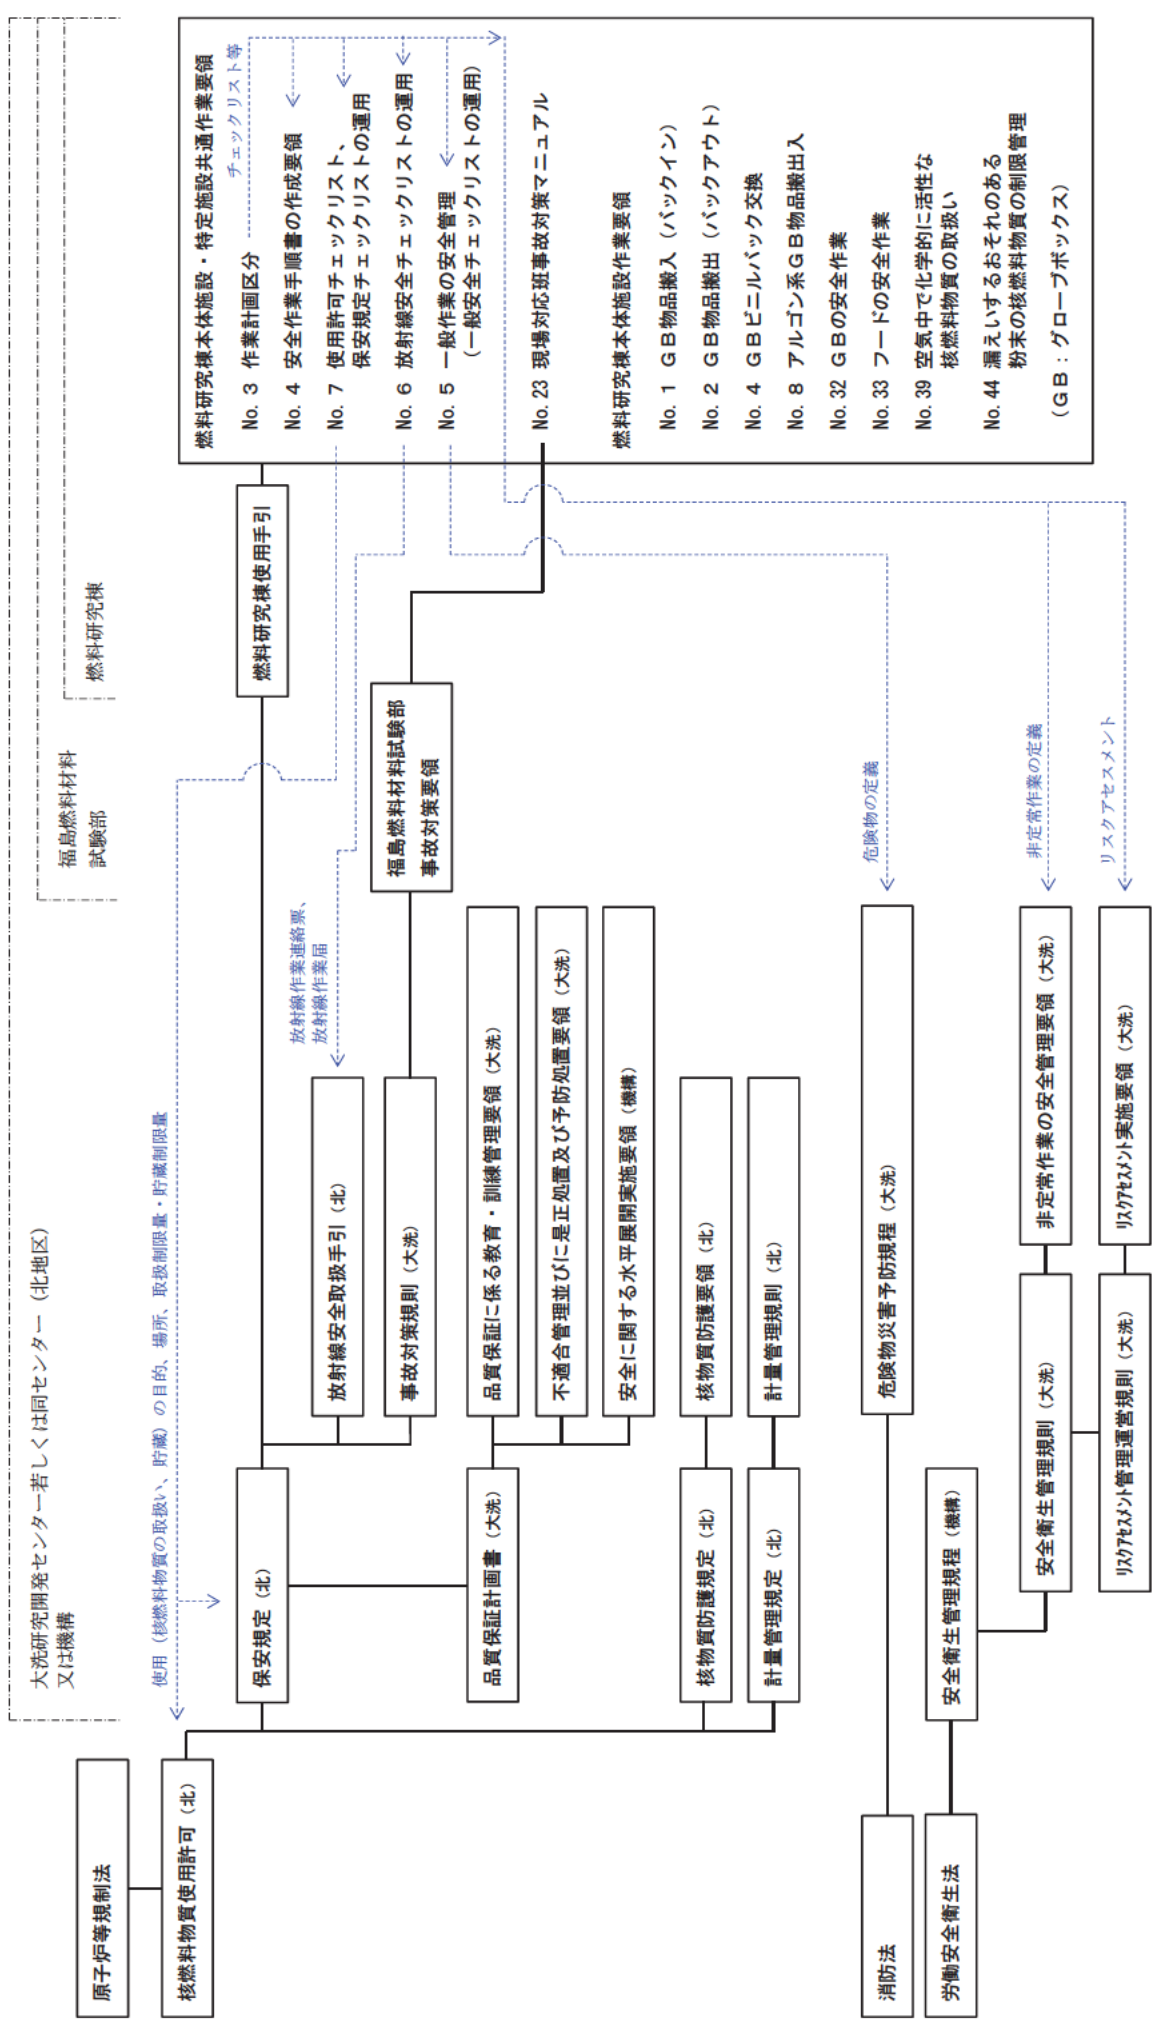 大洗研究開発センター若しくは同センター（北地区）
又は機構
福島燃料材料
試験部
燃料研究棟
原子炉等規制法
核燃料物質使用許可（北）
消防法
労働安全衛生法
使用（核燃料物質の取扱い、貯蔵）の目的、場所、取扱制限量・貯蔵制限量
保安規定（北）
品質保証計画書（大洗）
核物質防護規定（北）
計量管理規定（北）
安全衛生管理規程（機構）
放射線安全取扱手引（北）
事故対策規則（大洗）
品質保証に係る教育・訓練管理要領（大洗）
不適合管理並びに是正処置及び予防処置要領（大洗）
安全に関する水平展開実施要領（機構）
核物質防護要領（北）
計量管理規則（北）
危険物災害予防規程（大洗）
安全衛生管理規則（大洗）
リスクアセスメント管理運営規則（大洗）
非定常作業の安全管理要領（大洗）
リスクアセスメント実施要領（大洗）
放射線作業連絡票、
放射線作業届
福島燃料材料試験部
事故対策要領
危険物の定義
非定常作業の定義
リスクアセスメント
燃料研究棟使用手引
燃料研究棟本体施設・特定施設共通作業要領
チェックリスト等
No. 3 作業計画区分
No. 4 安全作業手順書の作成要領
No. 7 使用許可チェックリスト、
保安規定チェックリストの運用
No. 6 放射線安全チェックリストの運用
No. 5 一般作業の安全管理
（一般安全チェックリストの運用）
No. 23 現場対応班事故対策マニュアル
燃料研究棟本体施設作業要領
No. 1 ＧＢ物品搬入（バックイン）
No. 2 ＧＢ物品搬出（バックアウト）
No. 4 ＧＢビニルバック交換
No. 8 アルゴン系ＧＢ物品搬出入
No. 32 ＧＢの安全作業
No. 33 フードの安全作業
No. 39 空気中で化学的に活性な
核燃料物質の取扱い
No. 44 漏えいするおそれのある
粉末の核燃料物質の制限管理
（ＧＢ：グローブボックス）